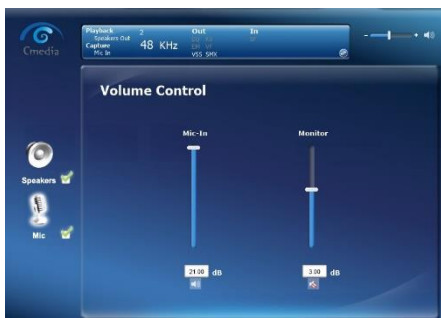 Cmedia
Playback 2
Speakers Out
Capture 48 KHz
Mic In
Out In
VSS SMX
Volume Control
Mic-In Monitor
Speakers
Mic
21.00 dB 3.00 dB